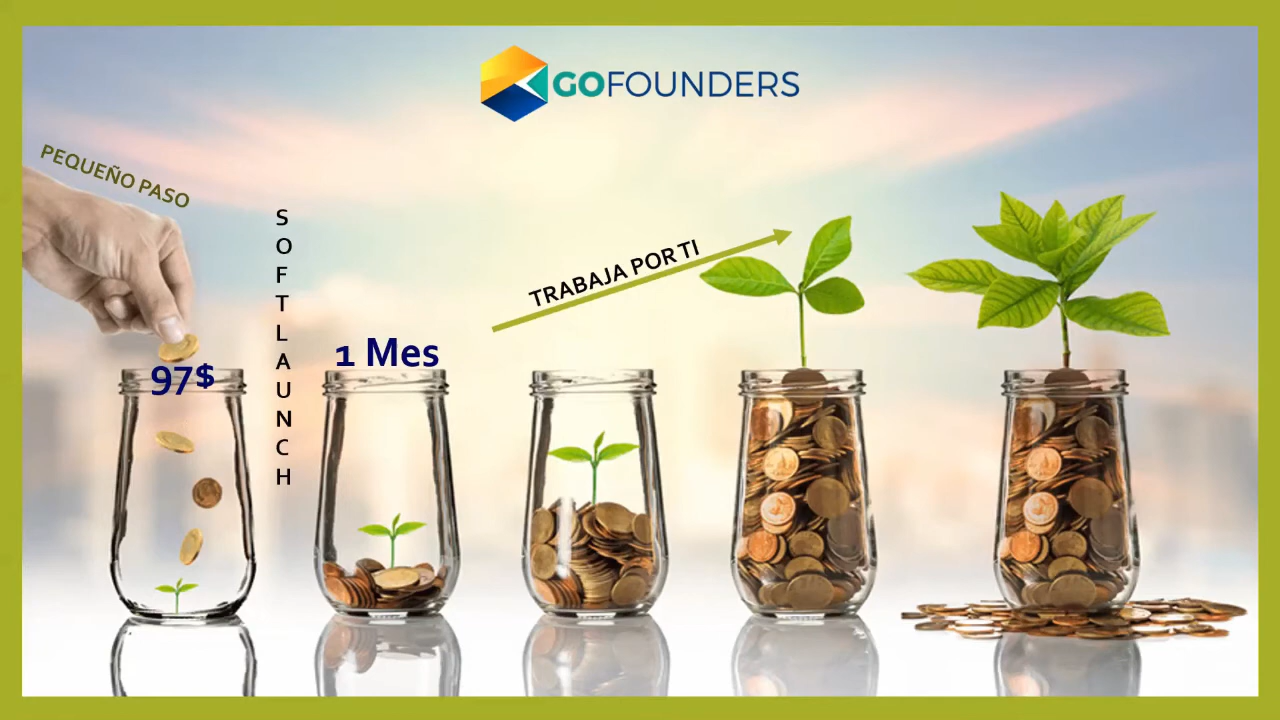 GOFOUNDERS
PEQUEÑO PASO
SOFTLAUNCH
TRABAJA POR TI
1 Mes
97$